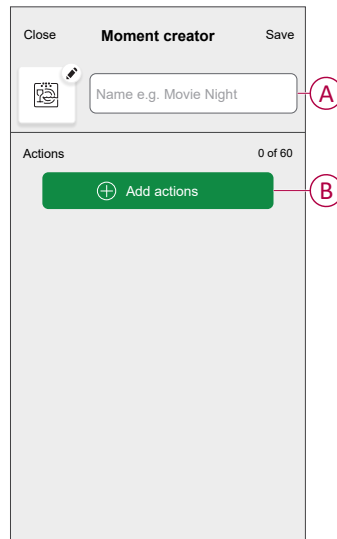 Close Moment creator Save
Name e.g. Movie Night
A
Actions 0 of 60
Add actions
B